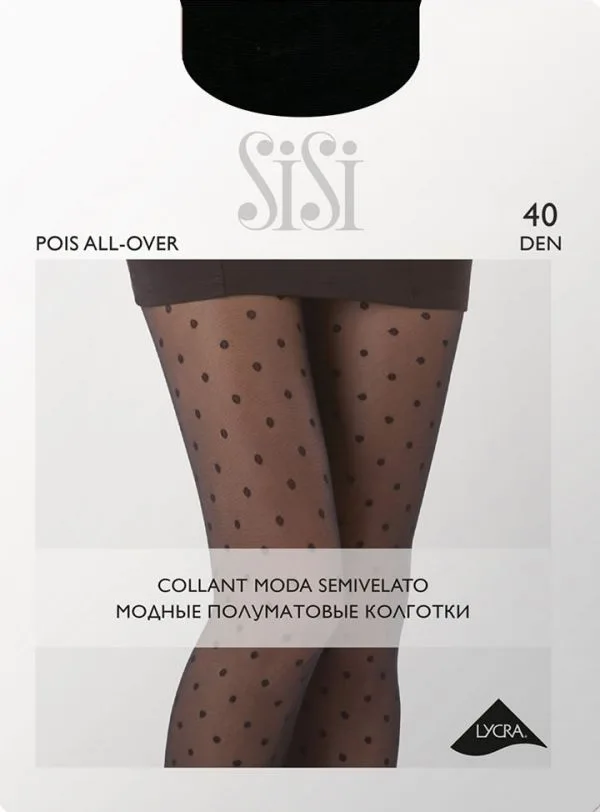 SiSi
POIS ALL-OVER
40
DEN
COLLANT MODA SEMIVELATO
МОДНЫЕ ПОЛУМАТОВЫЕ КОЛГОТКИ
LYCRA®